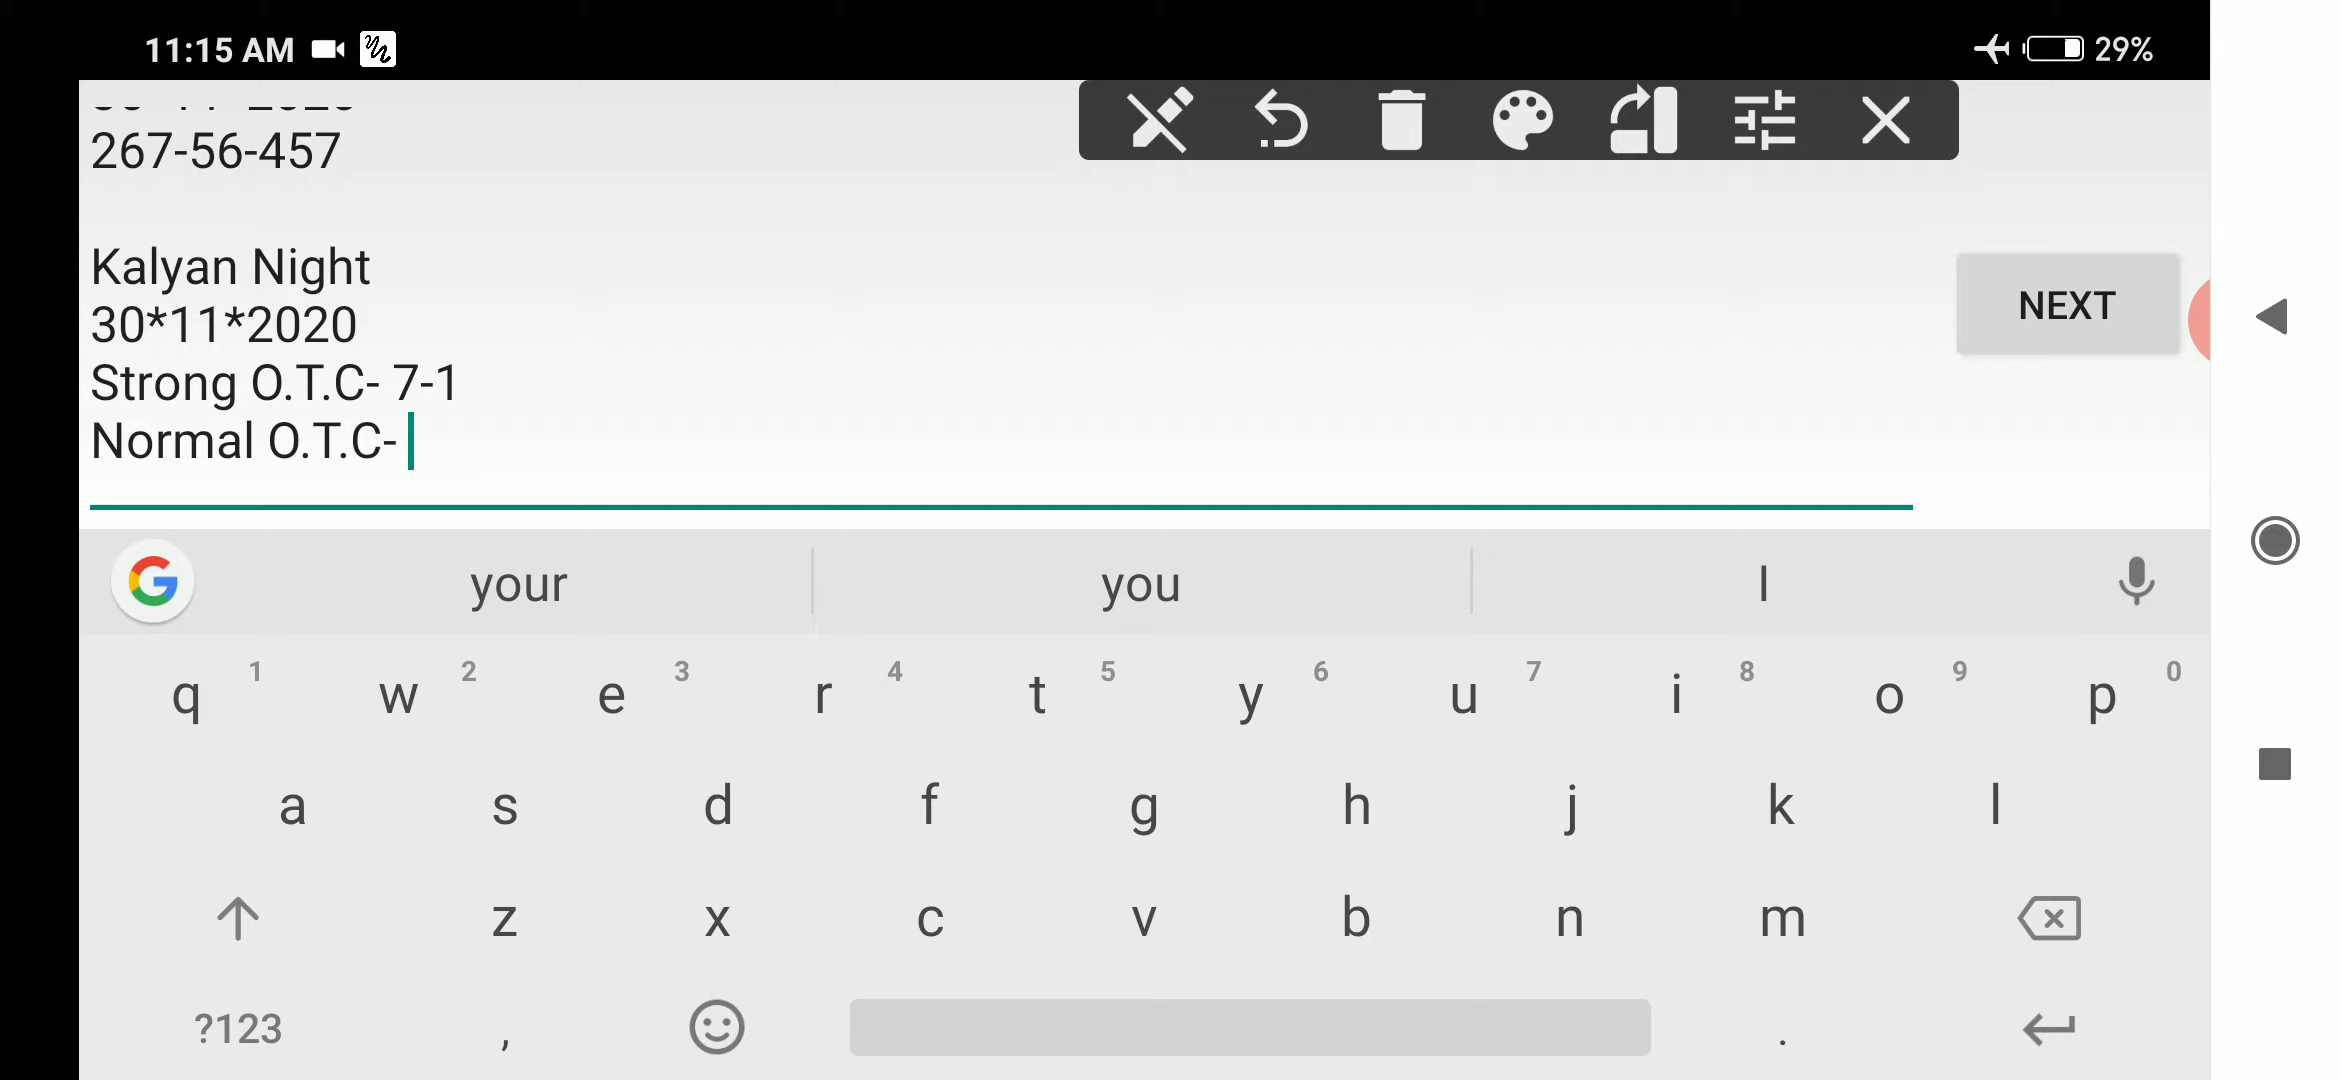 11:15 AM
29%
267-56-457
Kalyan Night
30*11*2020
Strong O.T.C- 7-1
Normal O.T.C-
NEXT
your you I
q 1 w 2 e 3 r 4 t 5 y 6 u 7 i 8 o 9 p 0
a s d f g h j k l
z x c v b n m
?123 , .